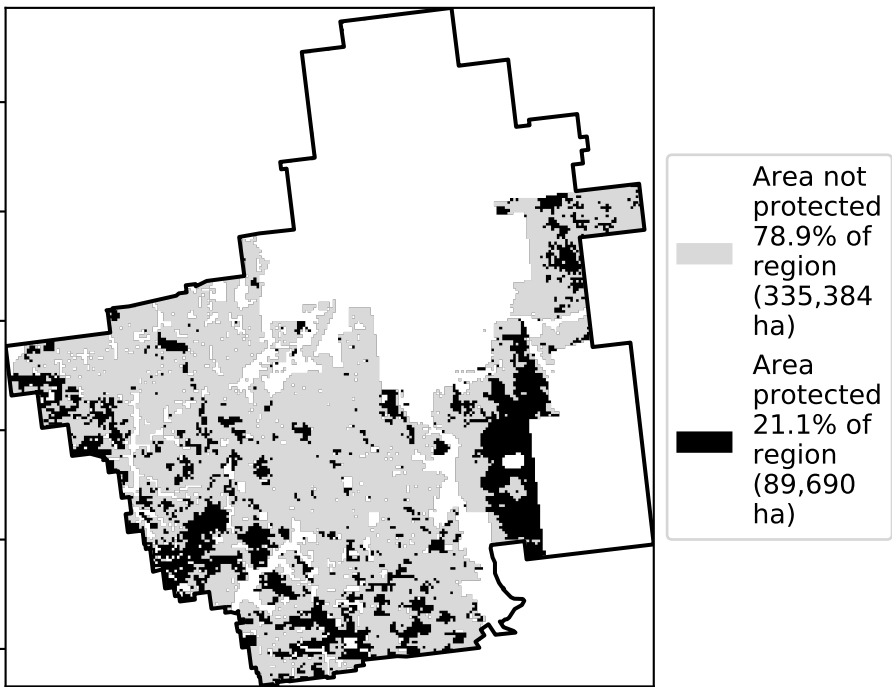 Area not
protected
78.9% of
region
(335,384
ha)
Area
protected
21.1% of
region
(89,690
ha)